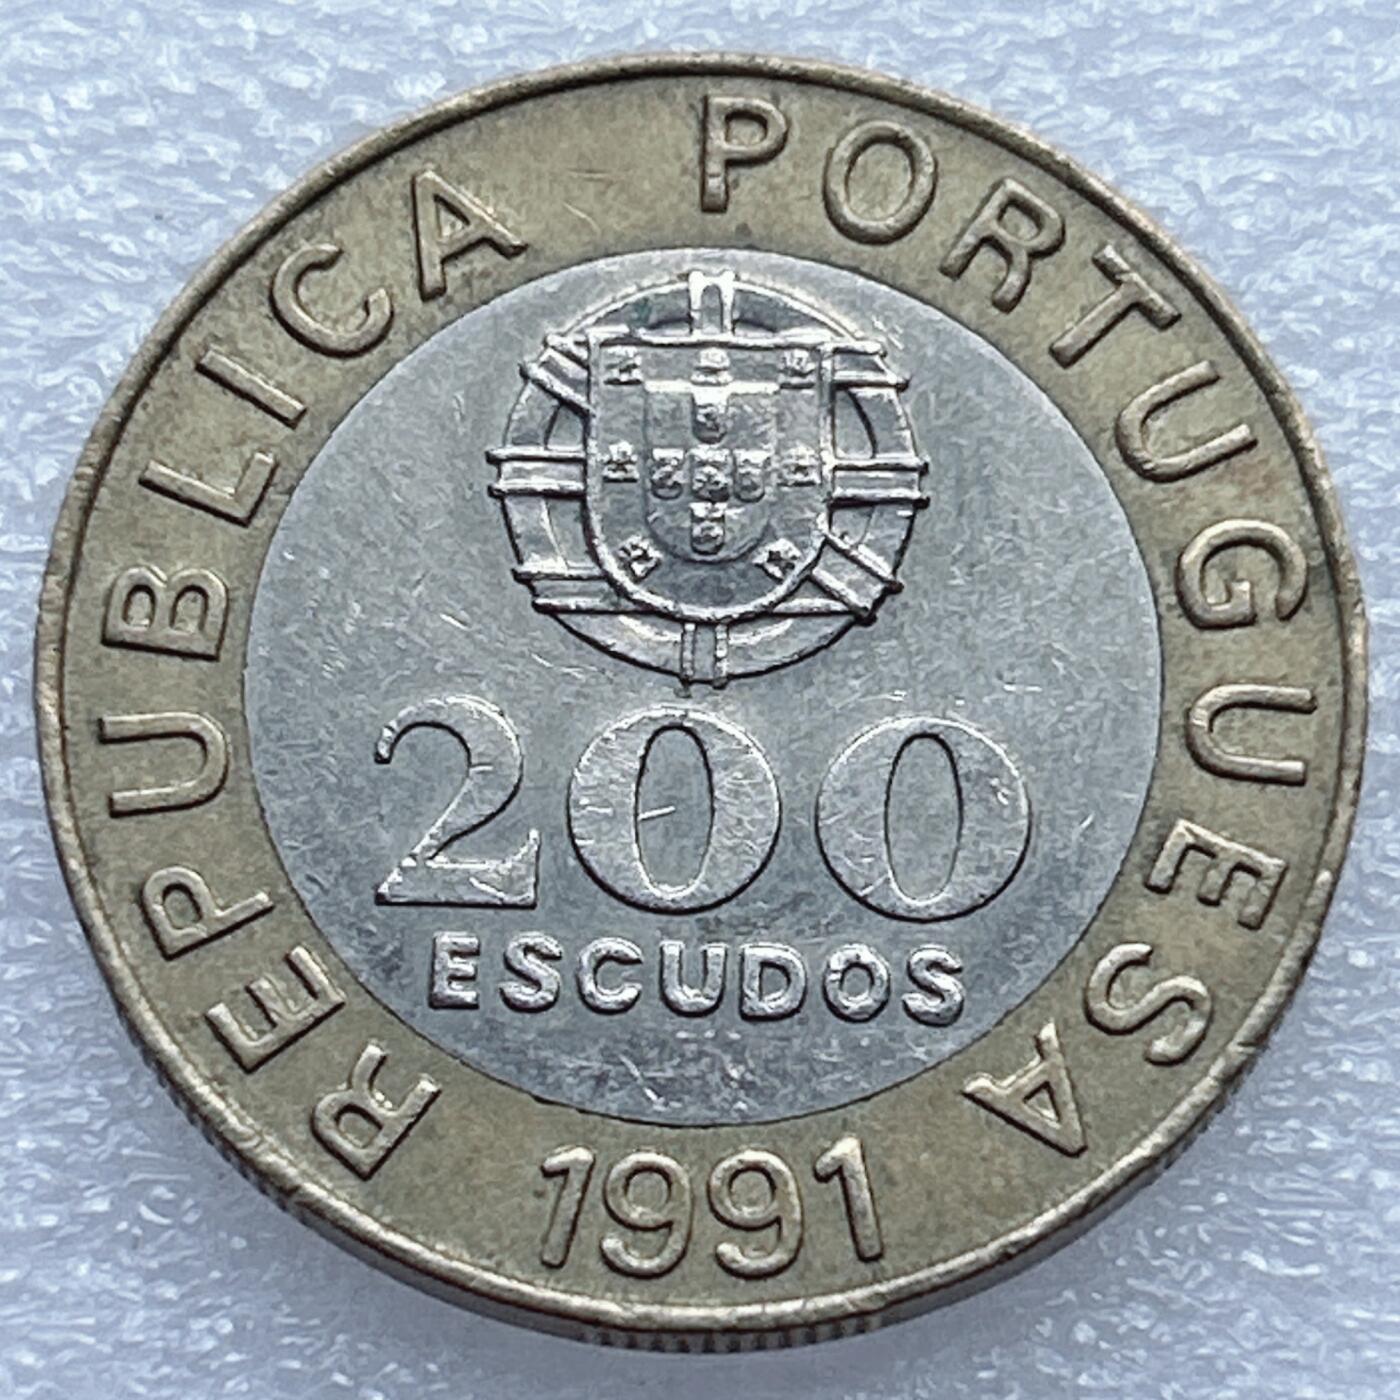 REPUBLICA PORTUGUESA
200
ESCUDOS
1991